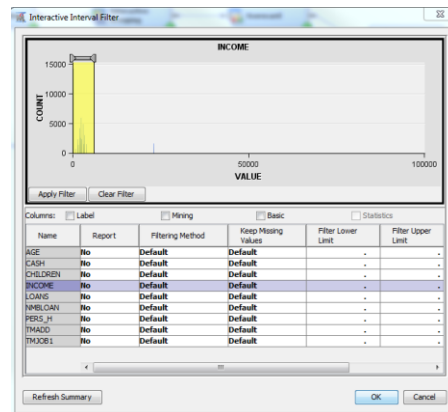 Interactive Interval Filter
INCOME
15000
10000
5000
0
COUNT
0 50000 100000
VALUE
Apply Filter Clear Filter
Columns: Label Mining Basic Statistics
Name Report Filtering Method Keep Missing Values Filter Lower Limit Filter Upper Limit
AGE No Default Default . .
CASH No Default Default . .
CHILDREN No Default Default . .
INCOME No Default Default . .
LOANS No Default Default . .
NMBLOAN No Default Default . .
PERS_H No Default Default . .
TMADD No Default Default . .
TMJOB1 No Default Default . .
Refresh Summary OK Cancel